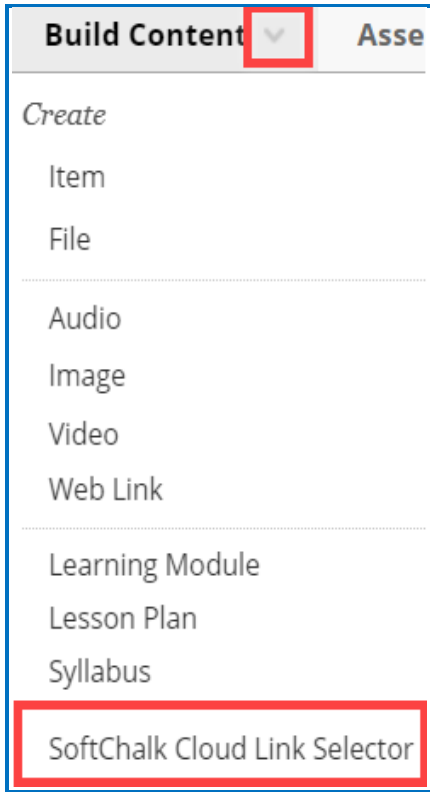 Build Content Asse
Create
Item
File
Audio
Image
Video
Web Link
Learning Module
Lesson Plan
Syllabus
SoftChalk Cloud Link Selector